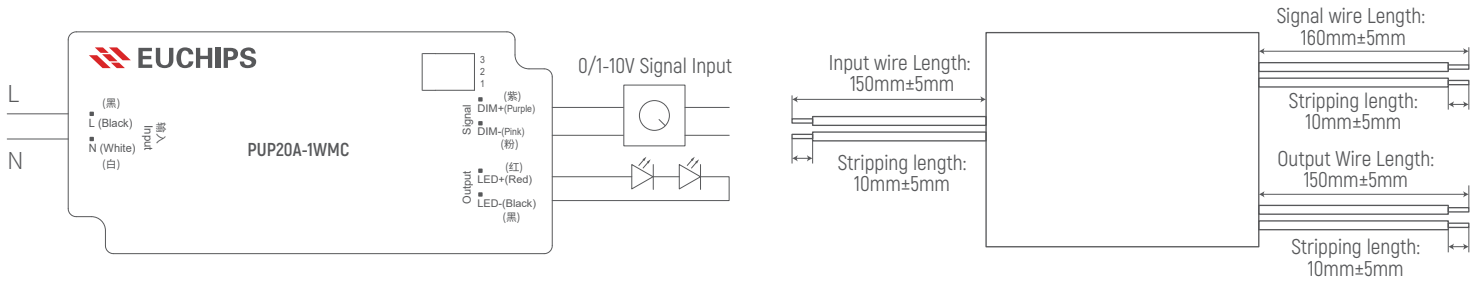 EUCHIPS
L
N
(黑)
L (Black)
N (White)
(白)
输入
Input
PUP20A-1WMC
3
2
1
Signal
(紫)
DIM+(Purple)
DIM-(Pink)
(粉)
Output
(红)
LED+(Red)
LED-(Black)
(黑)
0/1-10V Signal Input
Input wire Length:
150mm±5mm
Stripping length:
10mm±5mm
Signal wire Length:
160mm±5mm
Stripping length:
10mm±5mm
Output Wire Length:
150mm±5mm
Stripping length:
10mm±5mm